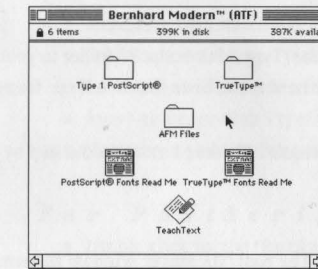 Bernhard Modern™ (ATF)
6 items 399K in disk 387K availa
Type 1 PostScript® TrueType™
AFM Files
PostScript® Fonts Read Me TrueType™ Fonts Read Me
TeachText